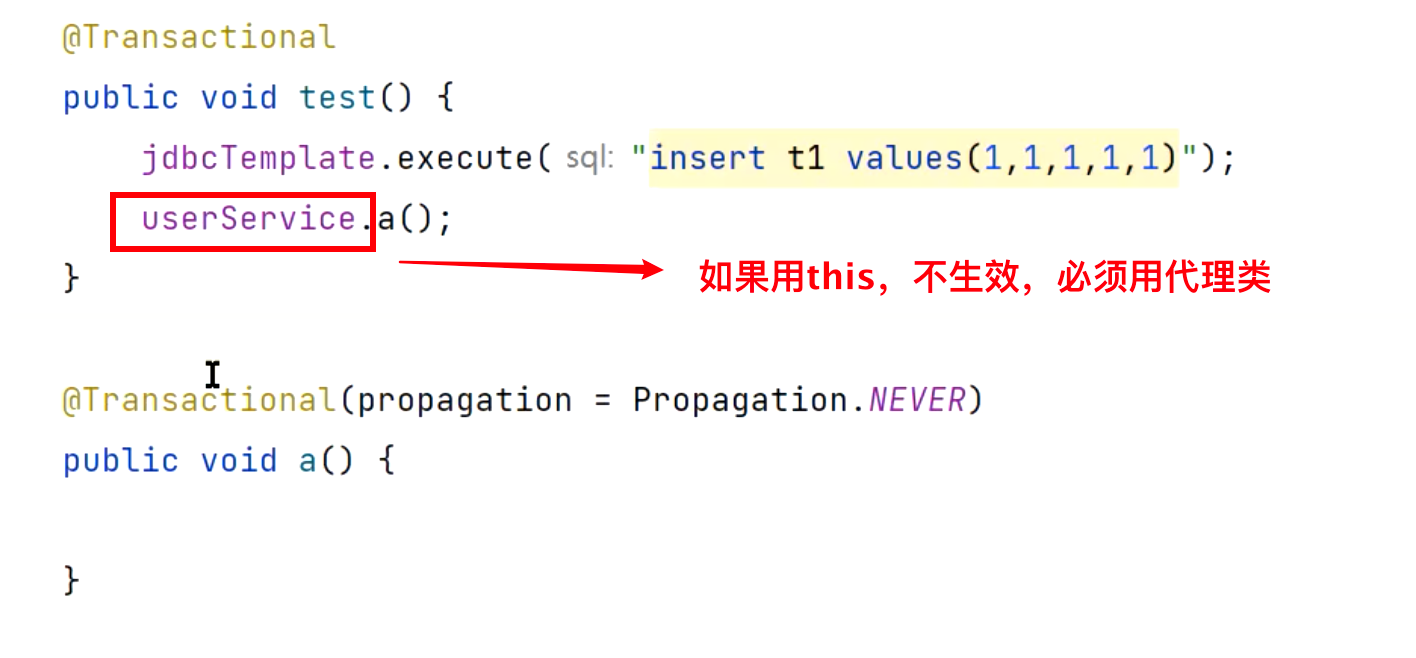 @Transactional
public void test() {
jdbcTemplate.execute( sql: "insert t1 values(1,1,1,1,1)");
userService.a();
如果用this，不生效，必须用代理类
}
@Transactional(propagation = Propagation.NEVER)
public void a() {
}